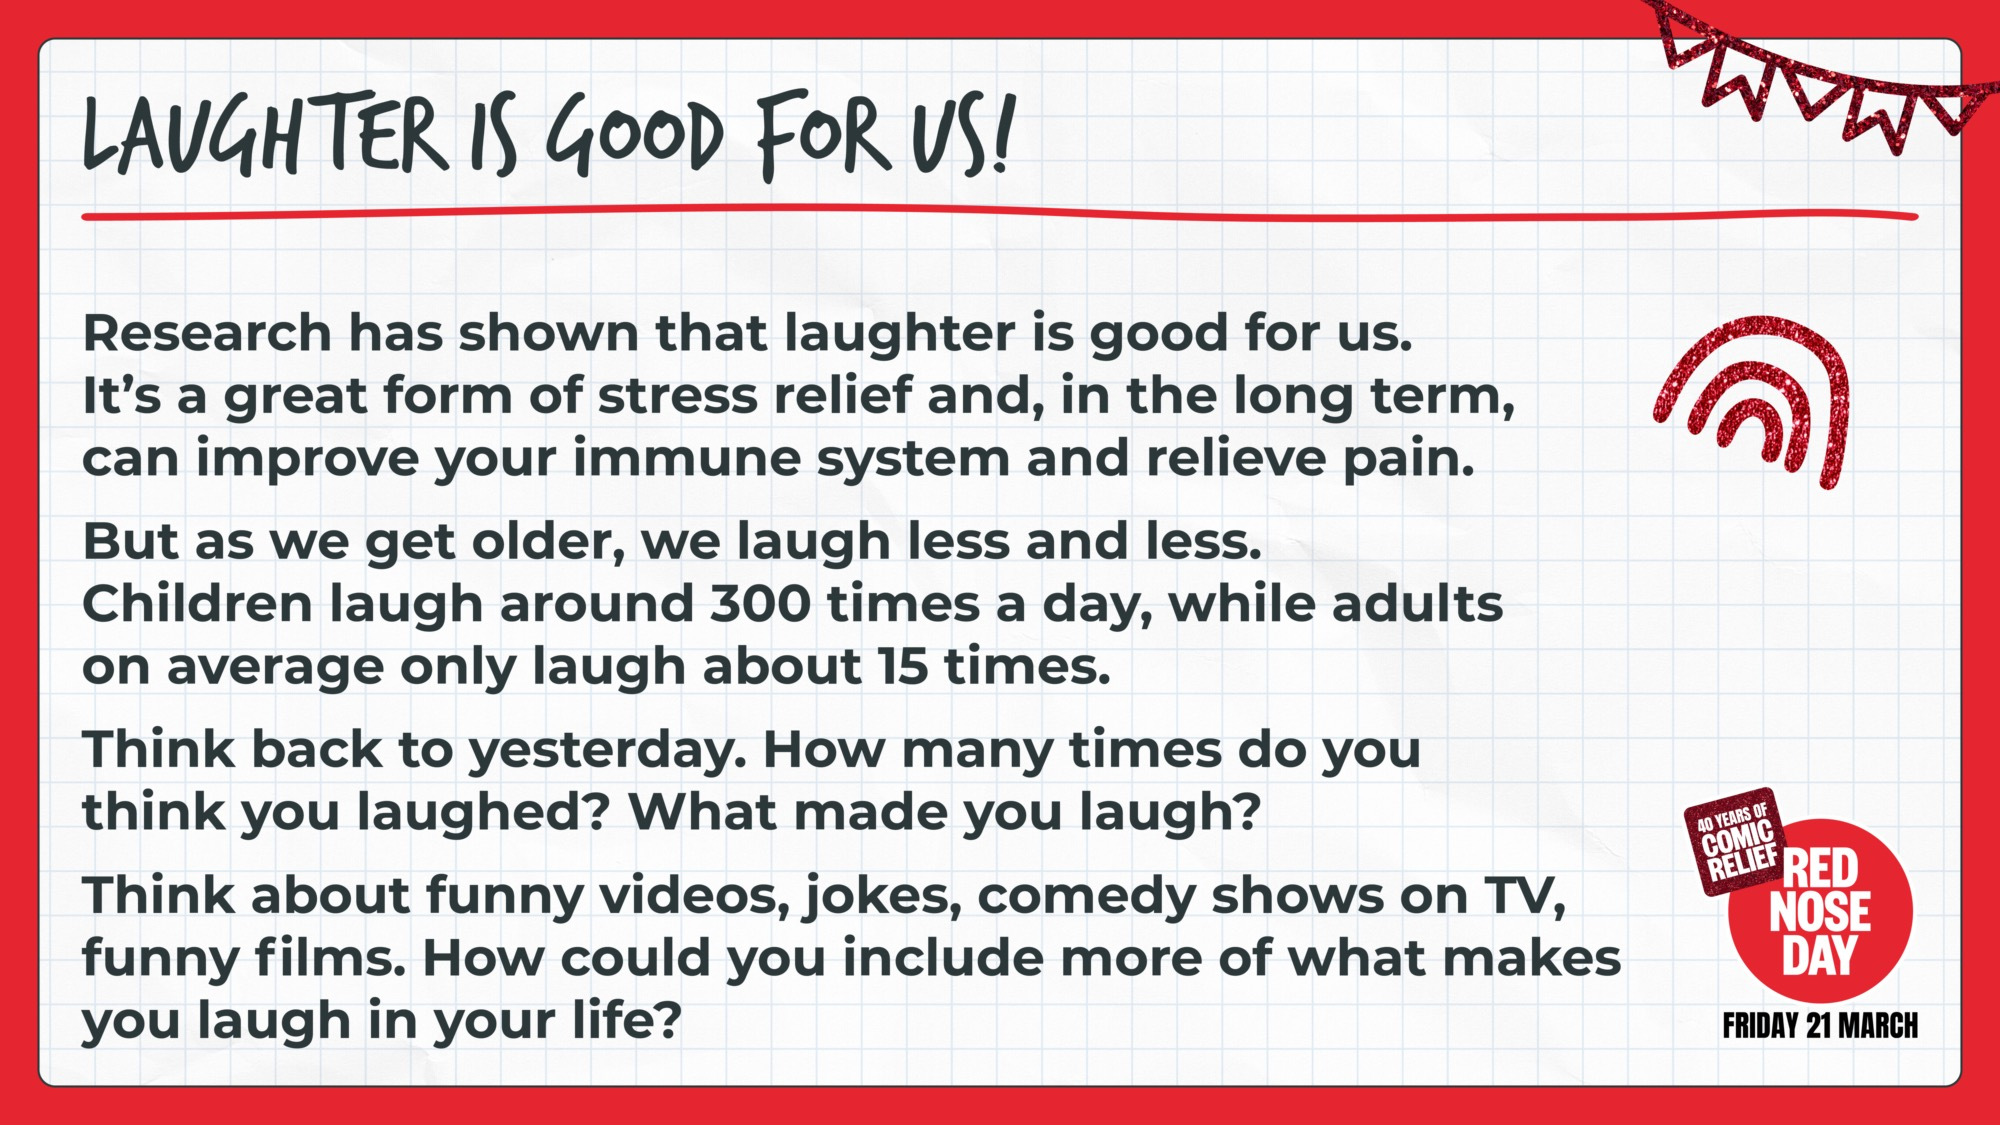 LAUGHTER IS GOOD FOR US!
Research has shown that laughter is good for us.
It’s a great form of stress relief and, in the long term,
can improve your immune system and relieve pain.
But as we get older, we laugh less and less.
Children laugh around 300 times a day, while adults
on average only laugh about 15 times.
Think back to yesterday. How many times do you
think you laughed? What made you laugh?
Think about funny videos, jokes, comedy shows on TV,
funny films. How could you include more of what makes
you laugh in your life?
40 YEARS OF
COMIC
RELIEF
RED
NOSE
DAY
FRIDAY 21 MARCH